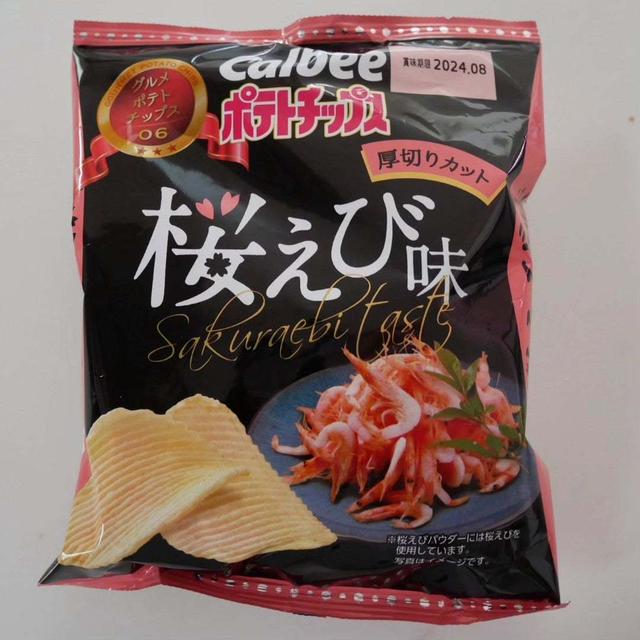 calbee
賞味期限 2024.08
GOURMET POTATO CHIPS
グルメ
ポテト
チップス
06
ポテトチップス
厚切りカット
桜えび味
Sakuraebi taste
※桜えびパウダーには桜えびを
使用しています。
写真はイメージです。